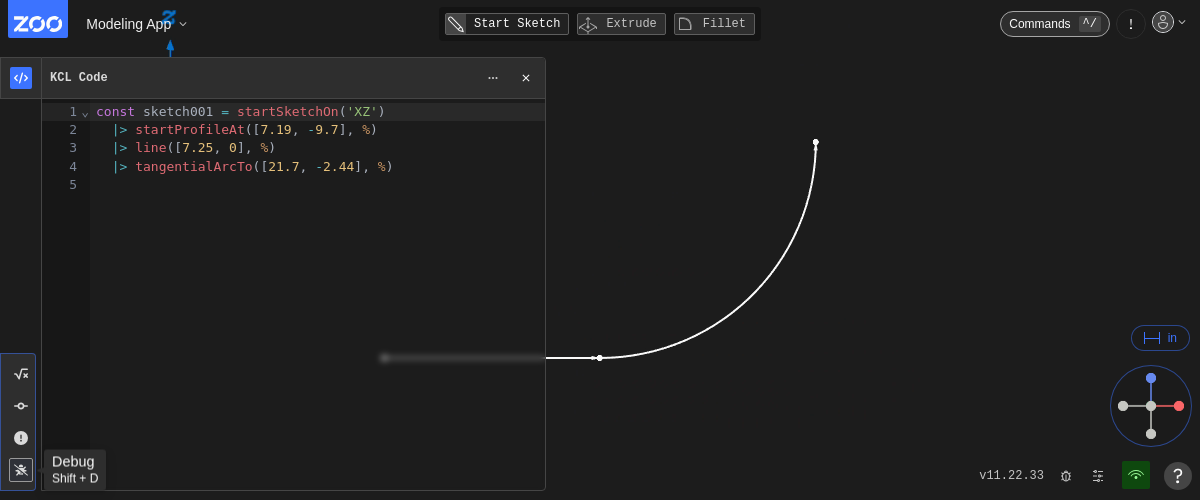 ZOO Modeling App Start Sketch Extrude Fillet Commands ^/ !
KCL Code
1 const sketch001 = startSketchOn('XZ')
2 |> startProfileAt([7.19, -9.7], %)
3 |> line([7.25, 0], %)
4 |> tangentialArcTo([21.7, -2.44], %)
5
in
Debug
Shift + D
v11.22.33 ?